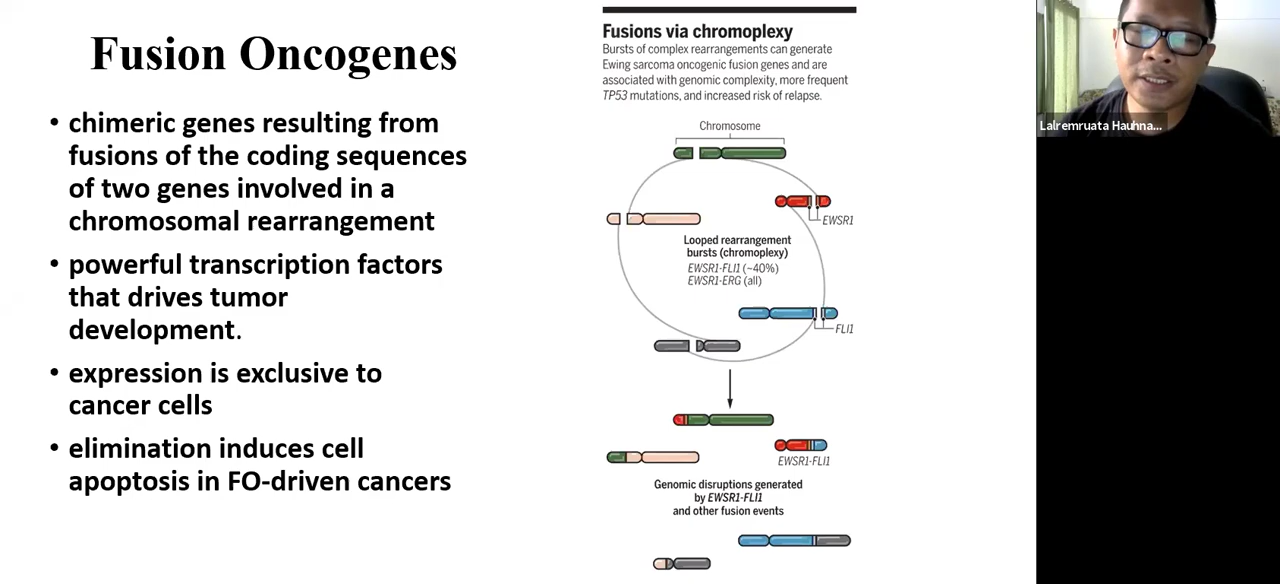 Fusion Oncogenes
• chimeric genes resulting from
fusions of the coding sequences
of two genes involved in a
chromosomal rearrangement
• powerful transcription factors
that drives tumor
development.
• expression is exclusive to
cancer cells
• elimination induces cell
apoptosis in FO-driven cancers
Fusions via chromoplexy
Bursts of complex rearrangements can generate
Ewing sarcoma oncogenic fusion genes and are
associated with genomic complexity, more frequent
TP53 mutations, and increased risk of relapse.
Chromosome
EWSR1
Looped rearrangement
bursts (chromoplexy)
EWSR1-FLI1 (~40%)
EWSR1-ERG (all)
FLI1
EWSR1-FLI1
Genomic disruptions generated
by EWSR1-FLI1
and other fusion events
Lalremruata Hauhna...